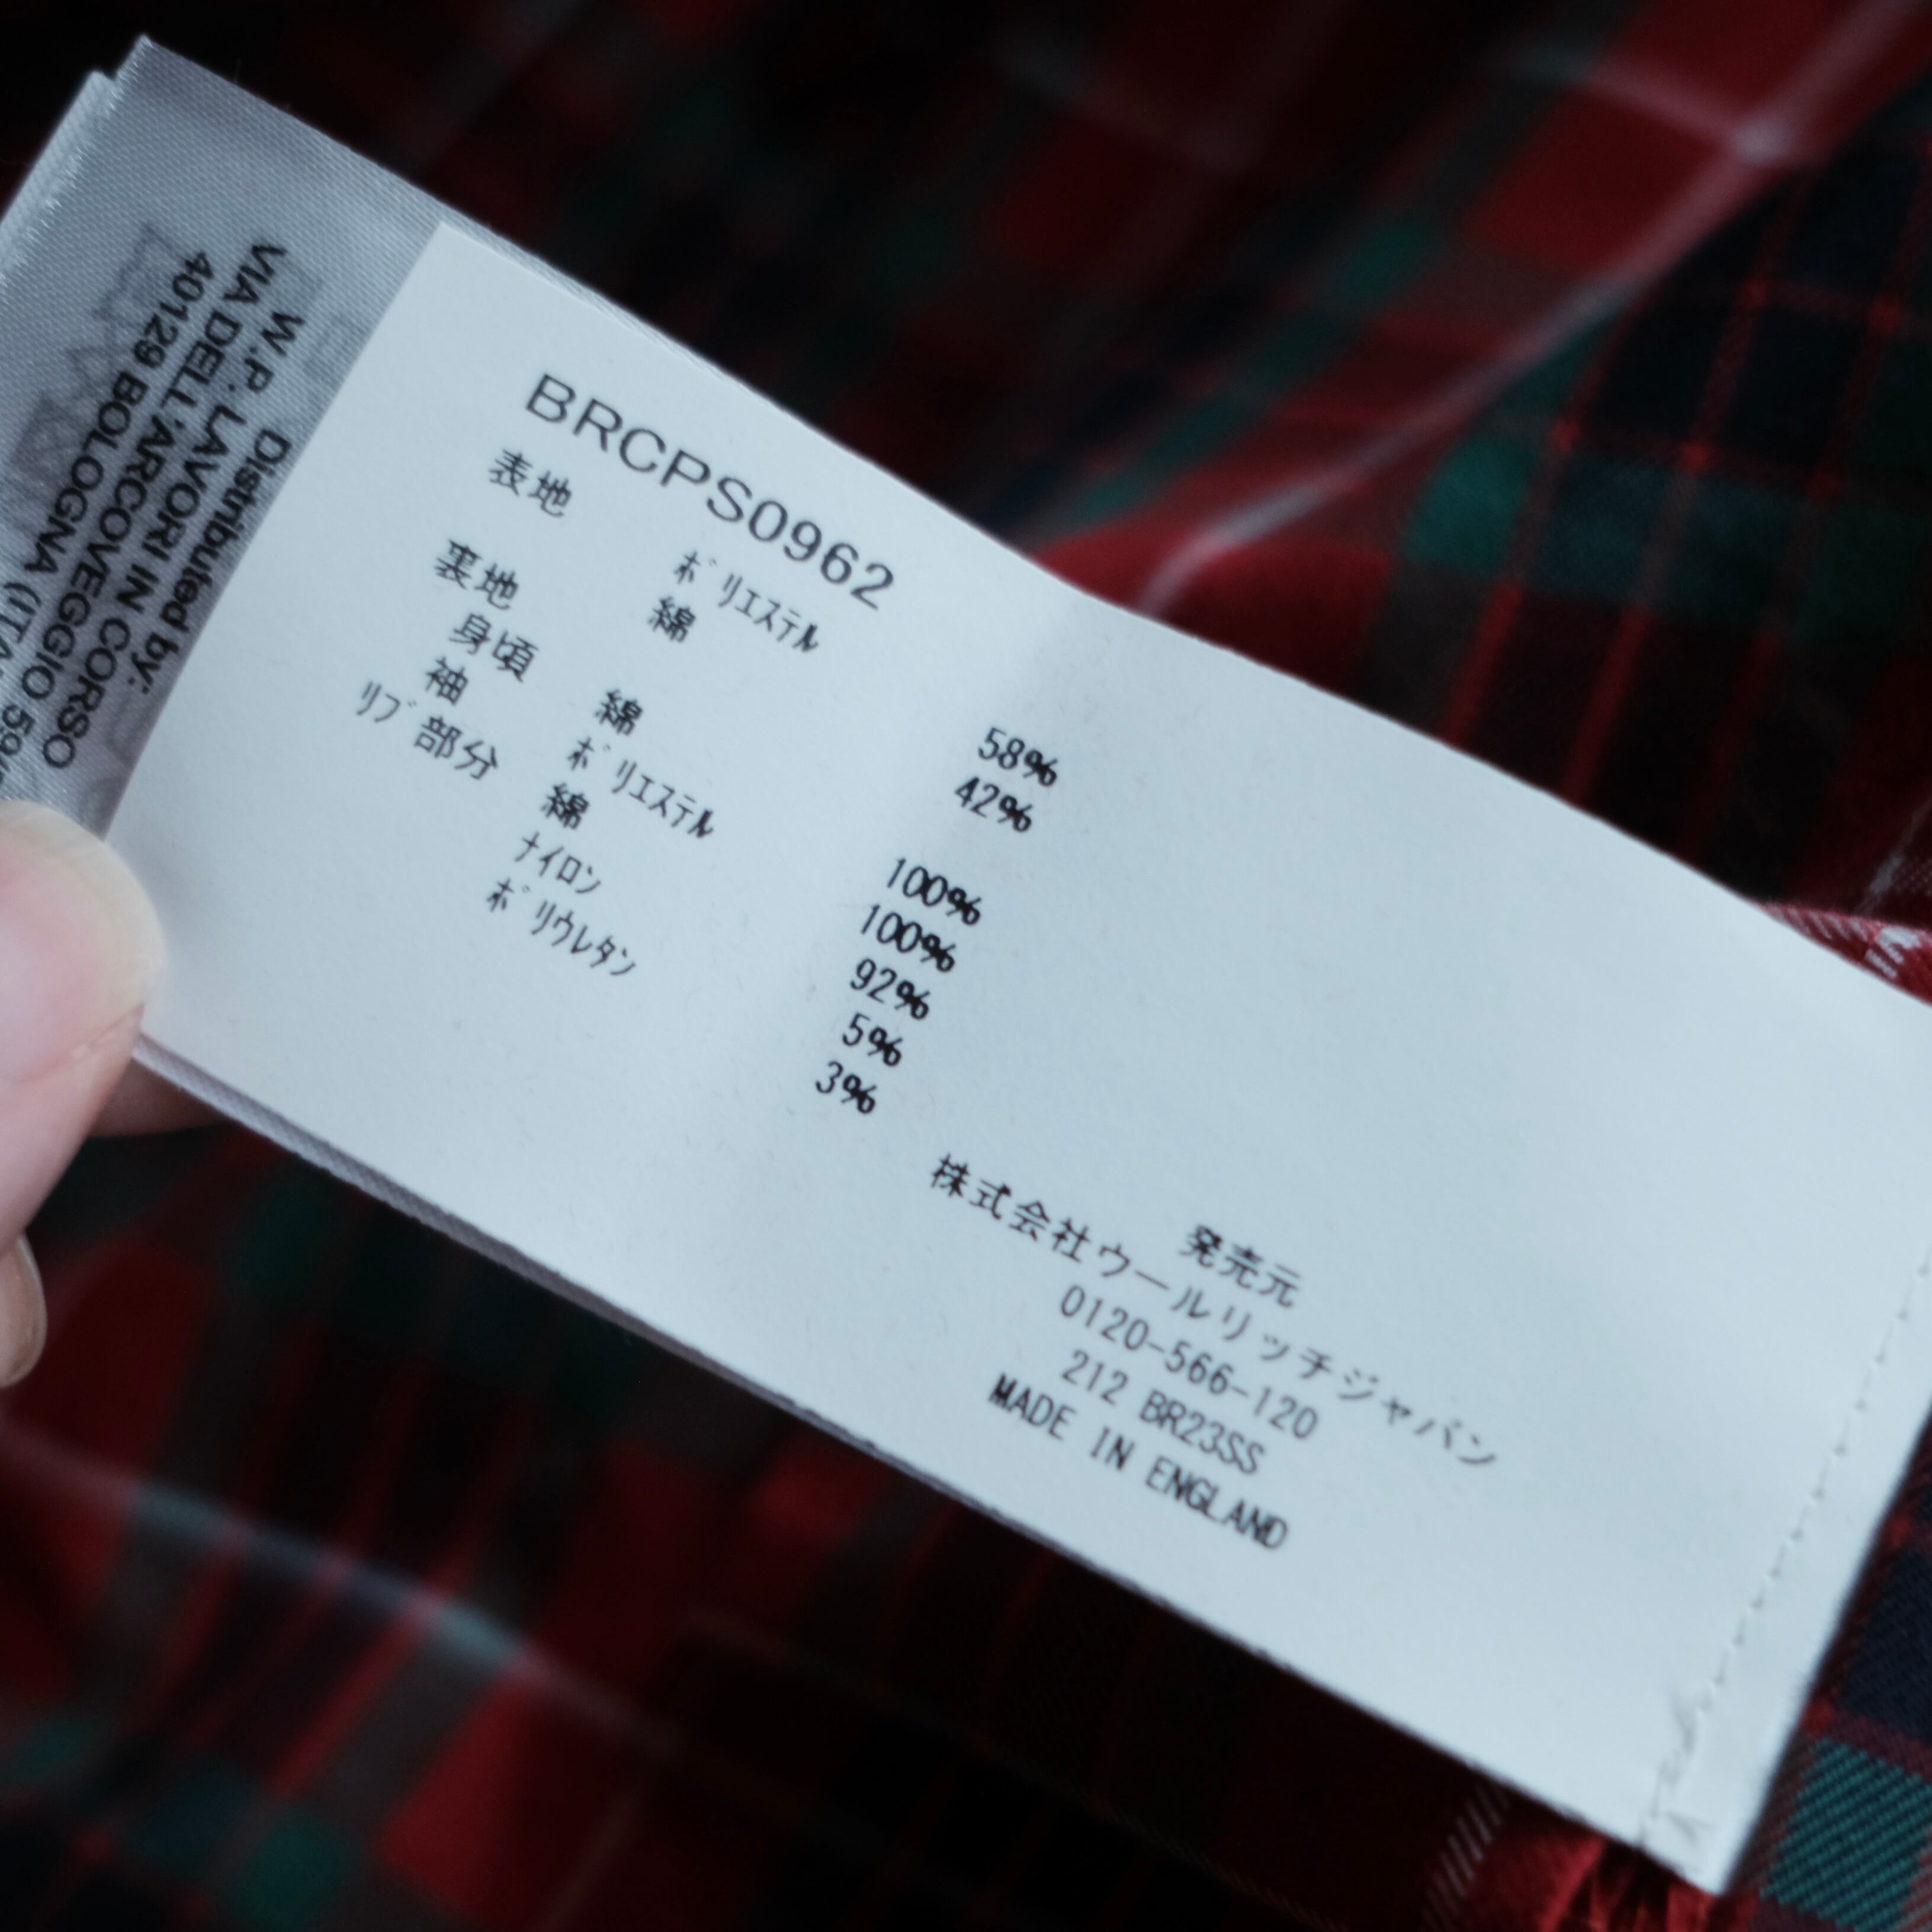 Distributed by:
W.P. LAVORI IN CORSO
VIA DELL'ARCOVEGGIO 59
40129 BOLOGNA
BRCPS0962
表地 ﾎﾟﾘｴｽﾃﾙ 58%
綿 42%
裏地
身頃 綿 100%
袖 ﾎﾟﾘｴｽﾃﾙ 100%
ﾘﾌﾞ部分 綿 92%
ﾅｲﾛﾝ 5%
ﾎﾟﾘｳﾚﾀﾝ 3%
発売元
株式会社ウールリッチジャパン
0120-566-120
212 BR23SS
MADE IN ENGLAND